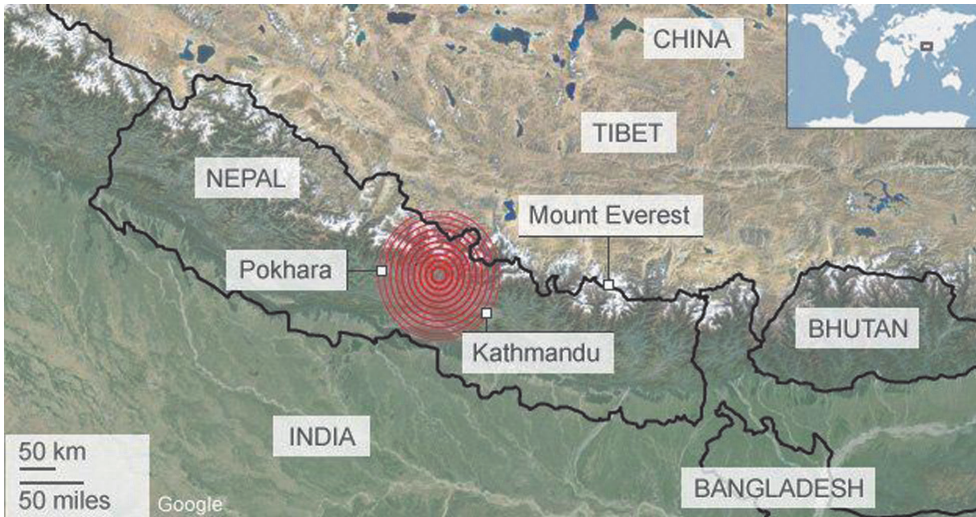 CHINA
TIBET
NEPAL
Mount Everest
Pokhara
BHUTAN
Kathmandu
INDIA
50 km
50 miles
Google
BANGLADESH